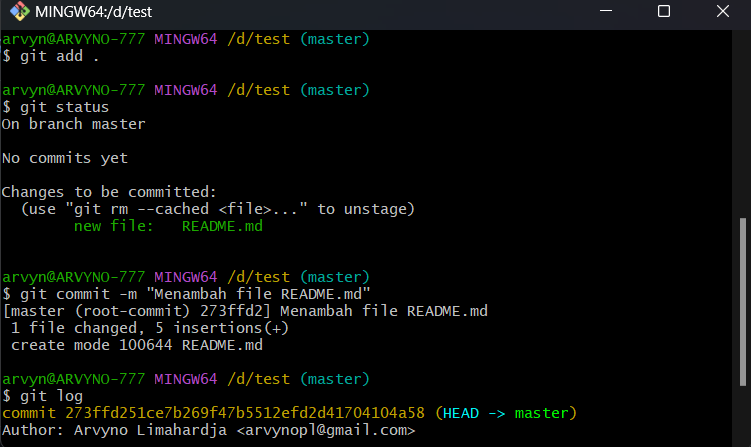 MINGW64:/d/test
arvyn@ARVYNO-777 MINGW64 /d/test (master)
$ git add .
arvyn@ARVYNO-777 MINGW64 /d/test (master)
$ git status
On branch master
No commits yet
Changes to be committed:
  (use "git rm --cached <file>..." to unstage)
        new file:   README.md
arvyn@ARVYNO-777 MINGW64 /d/test (master)
$ git commit -m "Menambah file README.md"
[master (root-commit) 273ffd2] Menambah file README.md
 1 file changed, 5 insertions(+)
 create mode 100644 README.md
arvyn@ARVYNO-777 MINGW64 /d/test (master)
$ git log
commit 273ffd251ce7b269f47b5512efd2d41704104a58 (HEAD -> master)
Author: Arvyno Limahardja <arvynopl@gmail.com>